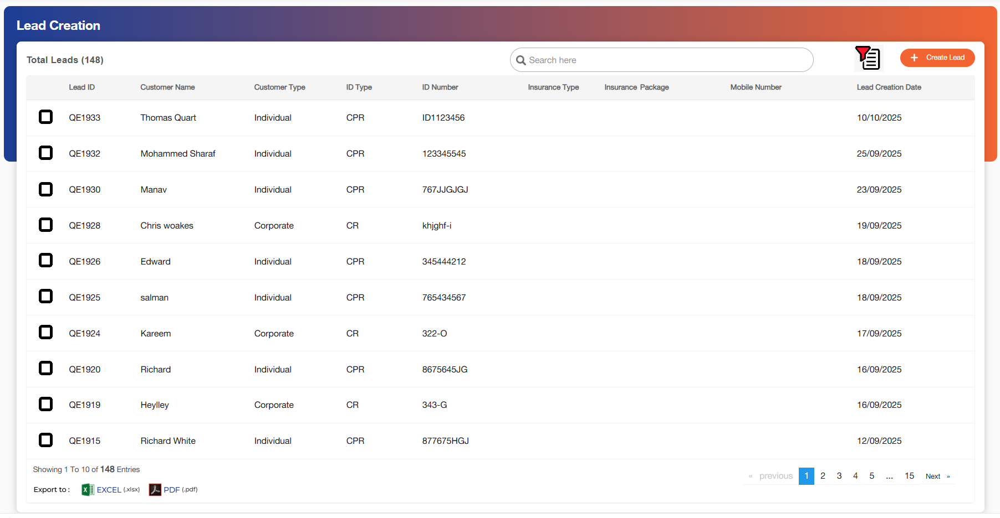 Lead Creation
Total Leads (148)
Search here
+ Create Lead
Lead ID Customer Name Customer Type ID Type ID Number Insurance Type Insurance Package Mobile Number Lead Creation Date
QE1933 Thomas Quart Individual CPR ID1123456 10/10/2025
QE1932 Mohammed Sharaf Individual CPR 123345545 25/09/2025
QE1930 Manav Individual CPR 767JJGJGJ 23/09/2025
QE1928 Chris woakes Corporate CR khjghf-i 19/09/2025
QE1926 Edward Individual CPR 345444212 18/09/2025
QE1925 salman Individual CPR 765434567 18/09/2025
QE1924 Kareem Corporate CR 322-O 17/09/2025
QE1920 Richard Individual CPR 8675645JG 16/09/2025
QE1919 Heylley Corporate CR 343-G 16/09/2025
QE1915 Richard White Individual CPR 877675HGJ 12/09/2025
Showing 1 To 10 of 148 Entries
« previous 1 2 3 4 5 ... 15 Next »
Export to : EXCEL (.xlsx) PDF (.pdf)